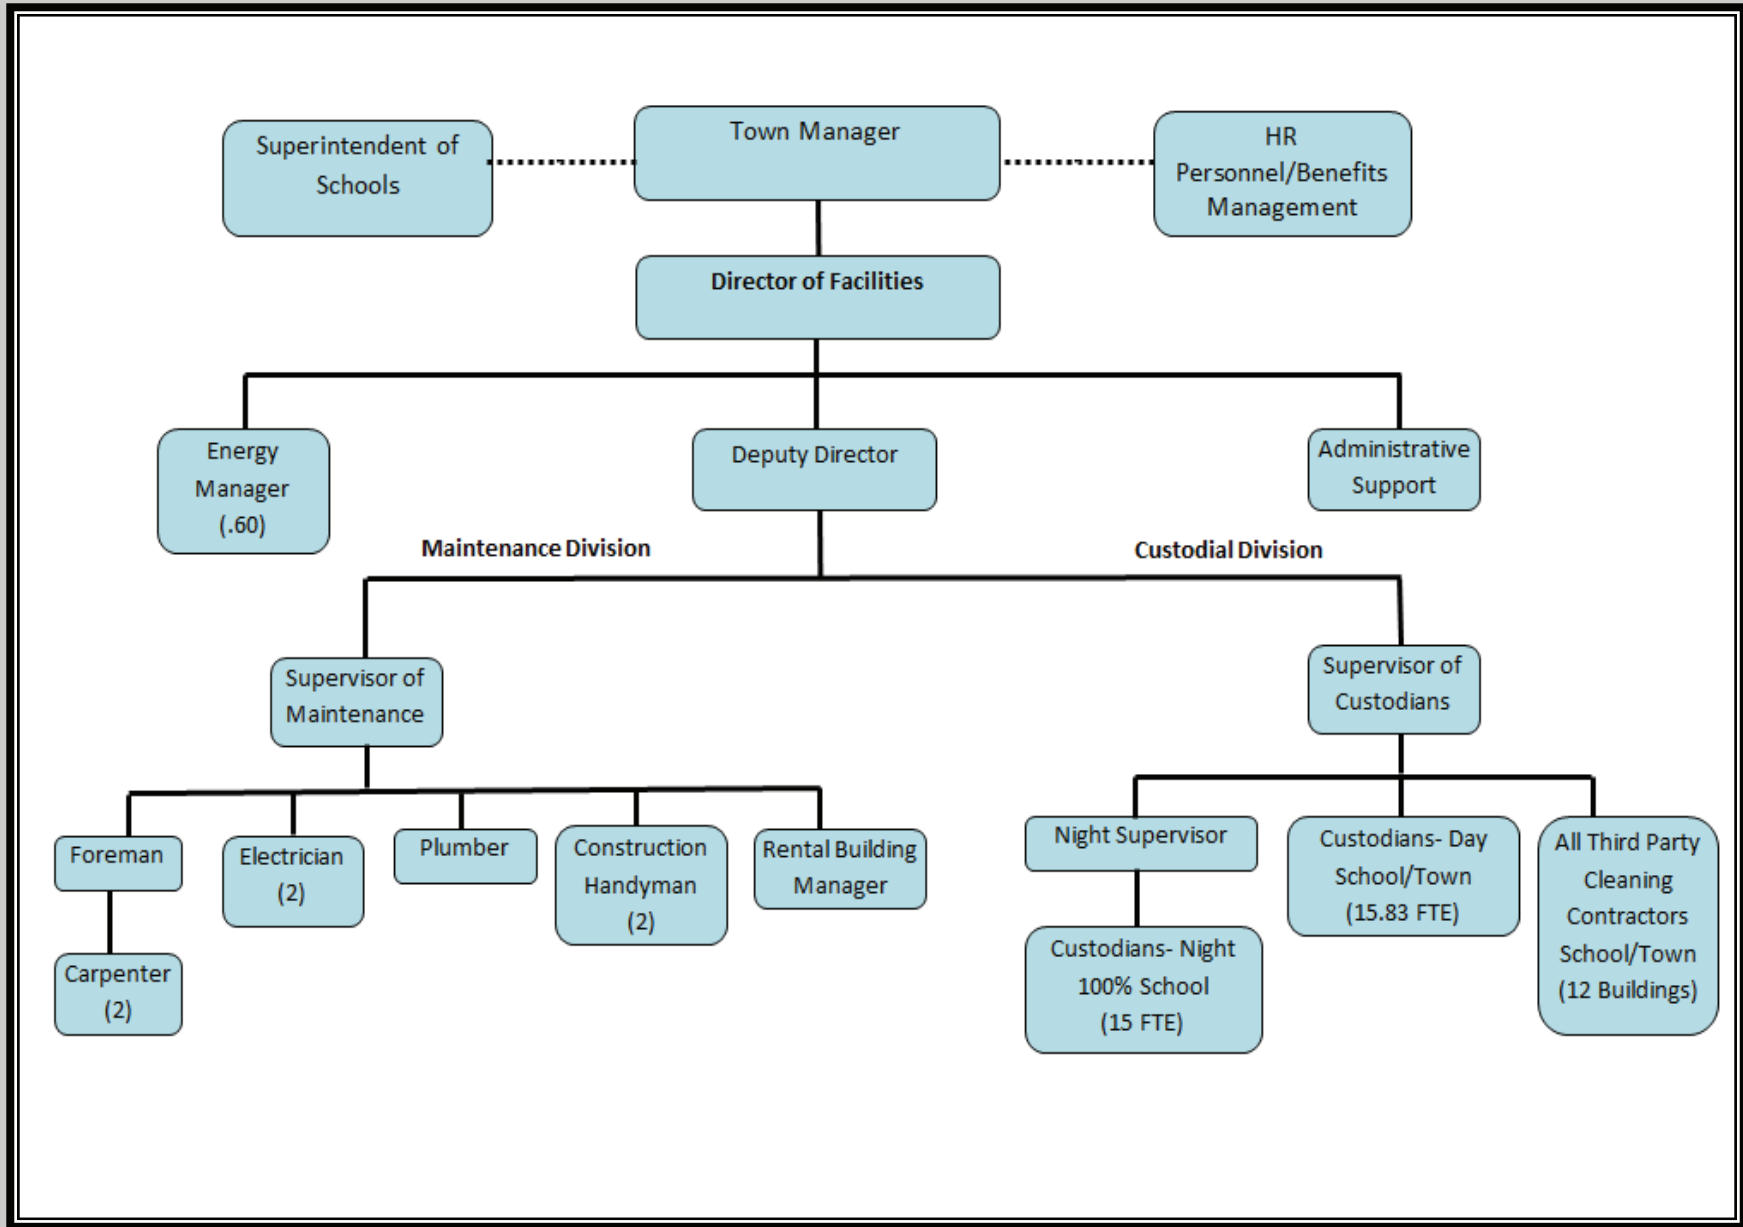 Superintendent of
Schools
Town Manager
HR
Personnel/Benefits
Management
Director of Facilities
Energy
Manager
(.60)
Deputy Director
Administrative
Support
Maintenance Division
Custodial Division
Supervisor of
Maintenance
Supervisor of
Custodians
Foreman
Electrician
(2)
Plumber
Construction
Handyman
(2)
Rental Building
Manager
Carpenter
(2)
Night Supervisor
Custodians- Night
100% School
(15 FTE)
Custodians- Day
School/Town
(15.83 FTE)
All Third Party
Cleaning
Contractors
School/Town
(12 Buildings)